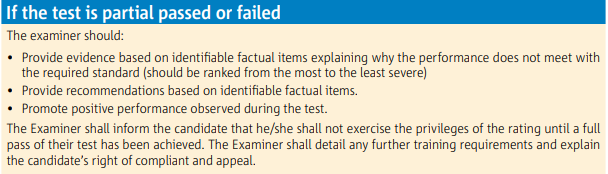 If the test is partial passed or failed
The examiner should:
• Provide evidence based on identifiable factual items explaining why the performance does not meet with
the required standard (should be ranked from the most to the least severe)
• Provide recommendations based on identifiable factual items.
• Promote positive performance observed during the test.
The Examiner shall inform the candidate that he/she shall not exercise the privileges of the rating until a full
pass of their test has been achieved. The Examiner shall detail any further training requirements and explain
the candidate's right of compliant and appeal.